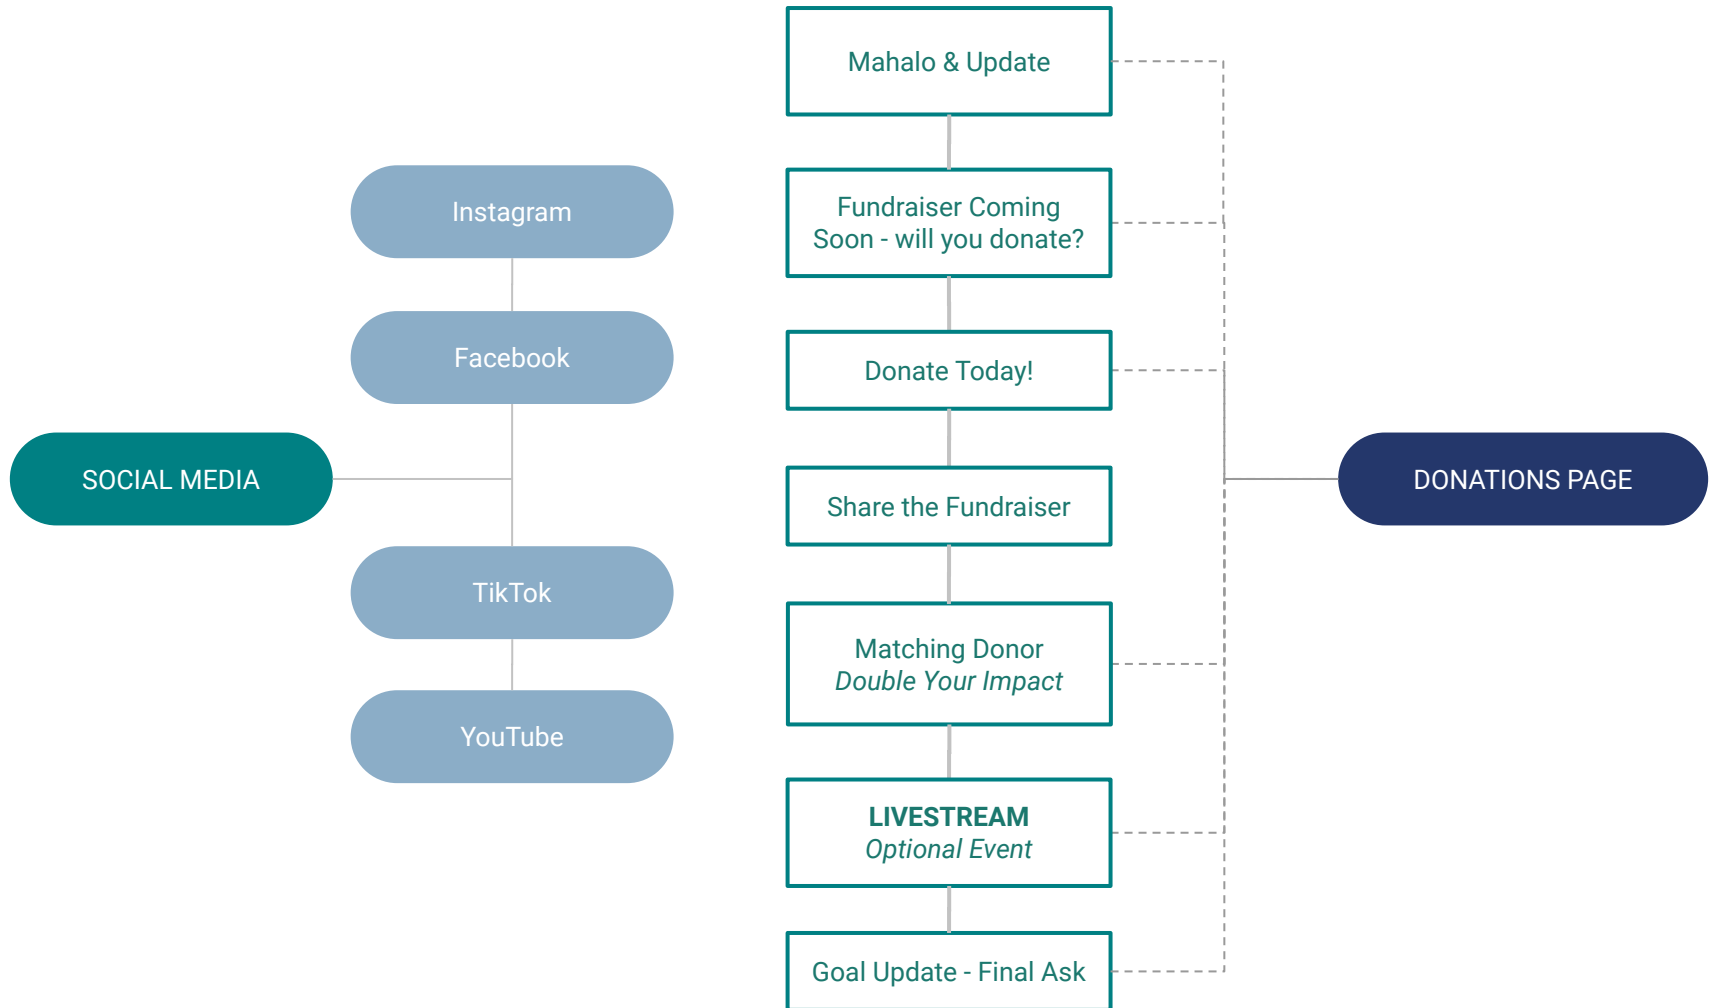 SOCIAL MEDIA
Instagram
Facebook
TikTok
YouTube
Mahalo & Update
Fundraiser Coming
Soon - will you donate?
Donate Today!
Share the Fundraiser
Matching Donor
Double Your Impact
LIVESTREAM
Optional Event
Goal Update - Final Ask
DONATIONS PAGE